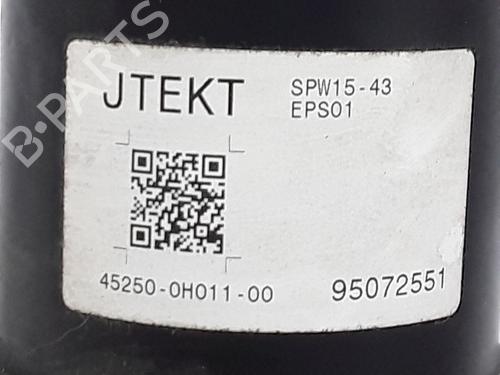 B-PARTS
JTEKT
SPW15-43
EPS01
45250-0H011-00
95072551